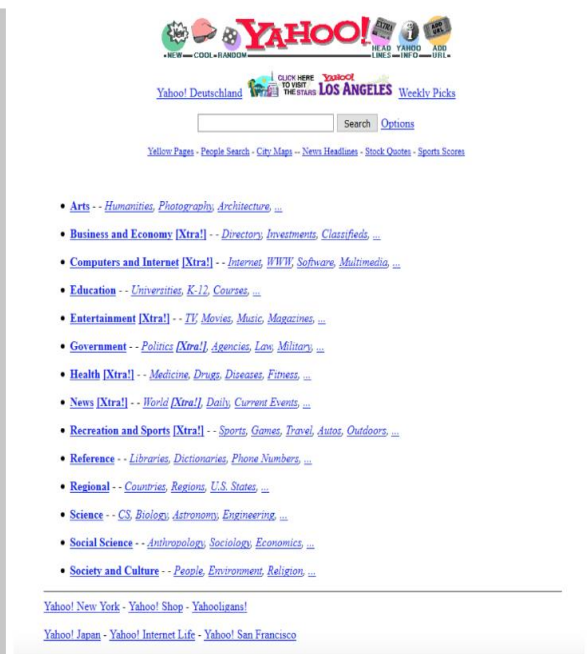 YAHOO!
NEW COOL RANDOM HEAD LINES YAHOO INFO ADD URL
Yahoo! Deutschland CLICK HERE TO VISIT THE STARS YAHOO! LOS ANGELES Weekly Picks
Search Options
Yellow Pages - People Search - City Maps -- News Headlines - Stock Quotes - Sports Scores
• Arts - - Humanities, Photography, Architecture, ...
• Business and Economy [Xtra!] - - Directory, Investments, Classifieds, ...
• Computers and Internet [Xtra!] - - Internet, WWW, Software, Multimedia, ...
• Education - - Universities, K-12, Courses, ...
• Entertainment [Xtra!] - - TV, Movies, Music, Magazines, ...
• Government - - Politics [Xtra!], Agencies, Law, Military, ...
• Health [Xtra!] - - Medicine, Drugs, Diseases, Fitness, ...
• News [Xtra!] - - World [Xtra!], Daily, Current Events, ...
• Recreation and Sports [Xtra!] - - Sports, Games, Travel, Autos, Outdoors, ...
• Reference - - Libraries, Dictionaries, Phone Numbers, ...
• Regional - - Countries, Regions, U.S. States, ...
• Science - - CS, Biology, Astronomy, Engineering, ...
• Social Science - - Anthropology, Sociology, Economics, ...
• Society and Culture - - People, Environment, Religion, ...
Yahoo! New York - Yahoo! Shop - Yahooligans!
Yahoo! Japan - Yahoo! Internet Life - Yahoo! San Francisco